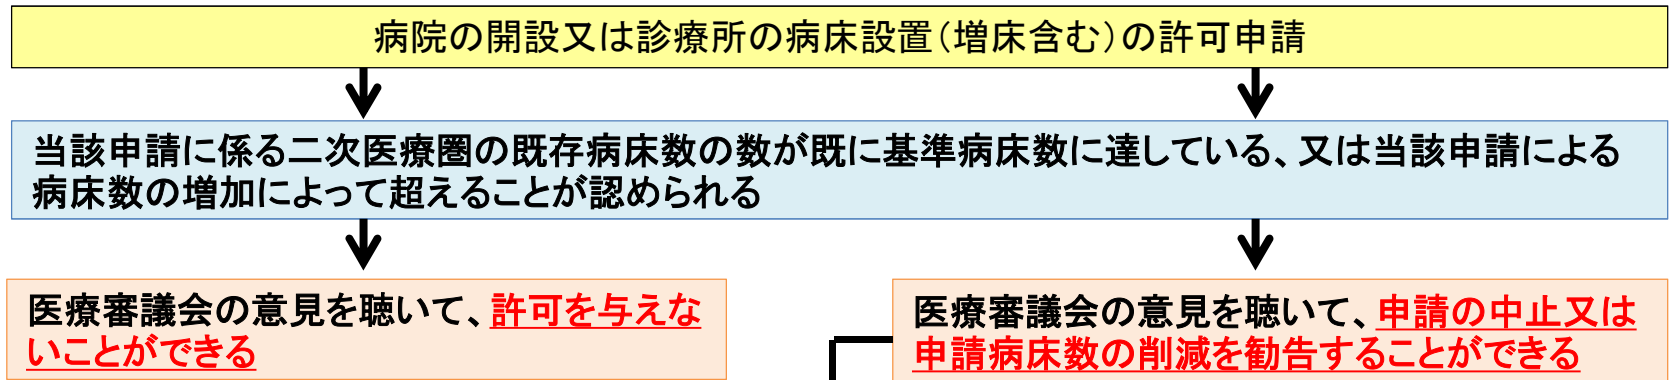 病院の開設又は診療所の病床設置(増床含む)の許可申請
当該申請に係る二次医療圏の既存病床数の数が既に基準病床数に達している、又は当該申請による
病床数の増加によって超えることが認められる
医療審議会の意見を聴いて、許可を与えな
いことができる
医療審議会の意見を聴いて、申請の中止又は
申請病床数の削減を勧告することができる